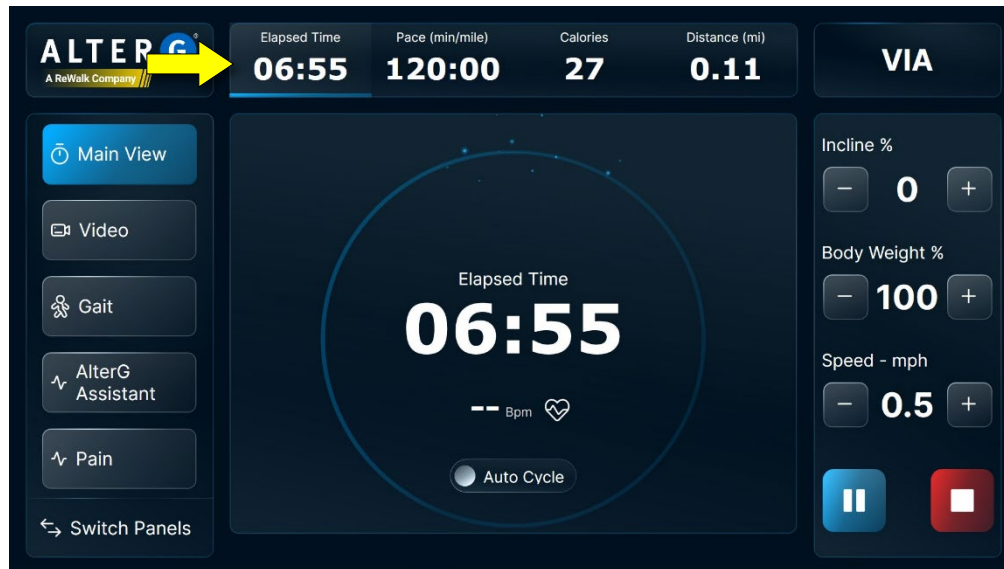 ALTER G®
A ReWalk Company
Elapsed Time
06:55
Pace (min/mile)
120:00
Calories
27
Distance (mi)
0.11
VIA
Main View
Video
Gait
AlterG
Assistant
Pain
Switch Panels
Elapsed Time
06:55
-- Bpm
Auto Cycle
Incline %
− 0 +
Body Weight %
− 100 +
Speed - mph
− 0.5 +